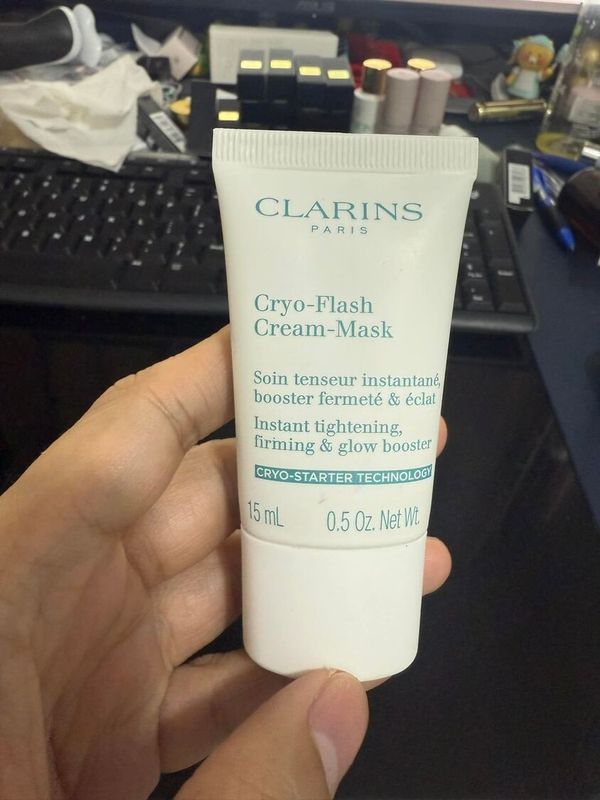 CLARINS
PARIS
Cryo-Flash
Cream-Mask
Soin tenseur instantané,
booster fermeté & éclat
Instant tightening,
firming & glow booster
CRYO-STARTER TECHNOLOGY
15 mL 0.5 Oz. Net Wt.